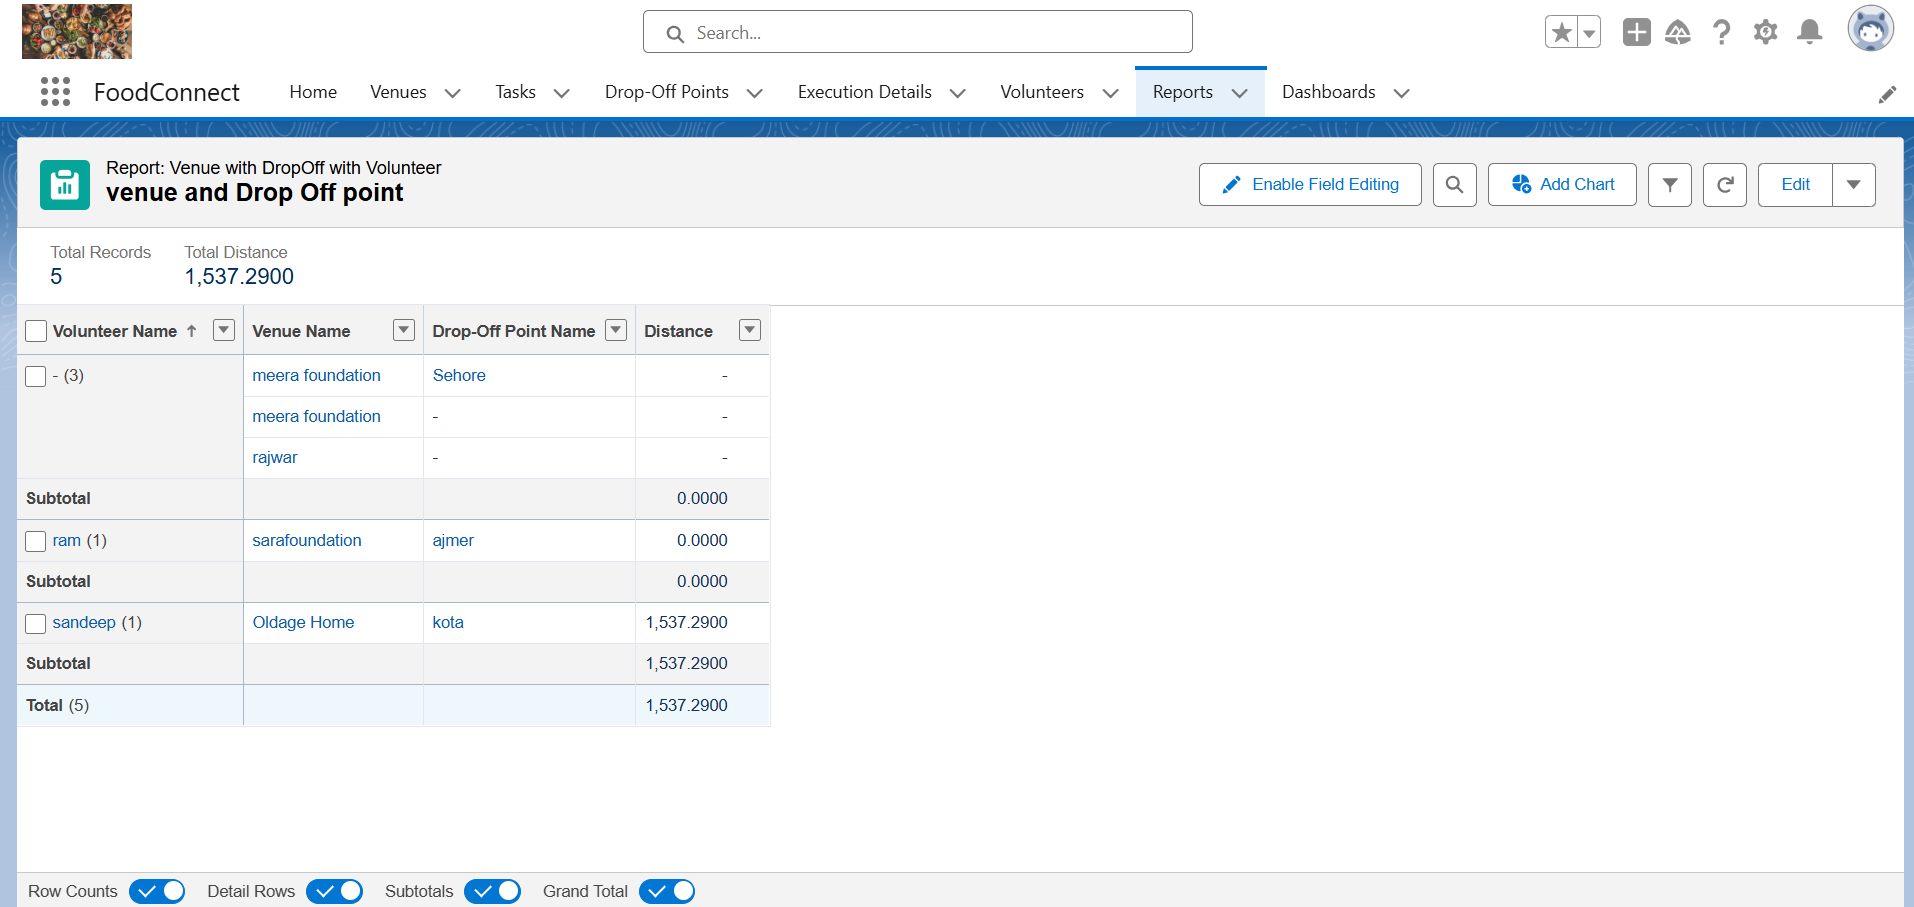 Search...
FoodConnect Home Venues Tasks Drop-Off Points Execution Details Volunteers Reports Dashboards
Report: Venue with DropOff with Volunteer
venue and Drop Off point
Enable Field Editing Add Chart Edit
Total Records Total Distance
5 1,537.2900
Volunteer Name ↑ Venue Name Drop-Off Point Name Distance
- (3) meera foundation Sehore -
meera foundation - -
rajwar - -
Subtotal 0.0000
ram (1) sarafoundation ajmer 0.0000
Subtotal 0.0000
sandeep (1) Oldage Home kota 1,537.2900
Subtotal 1,537.2900
Total (5) 1,537.2900
Row Counts Detail Rows Subtotals Grand Total